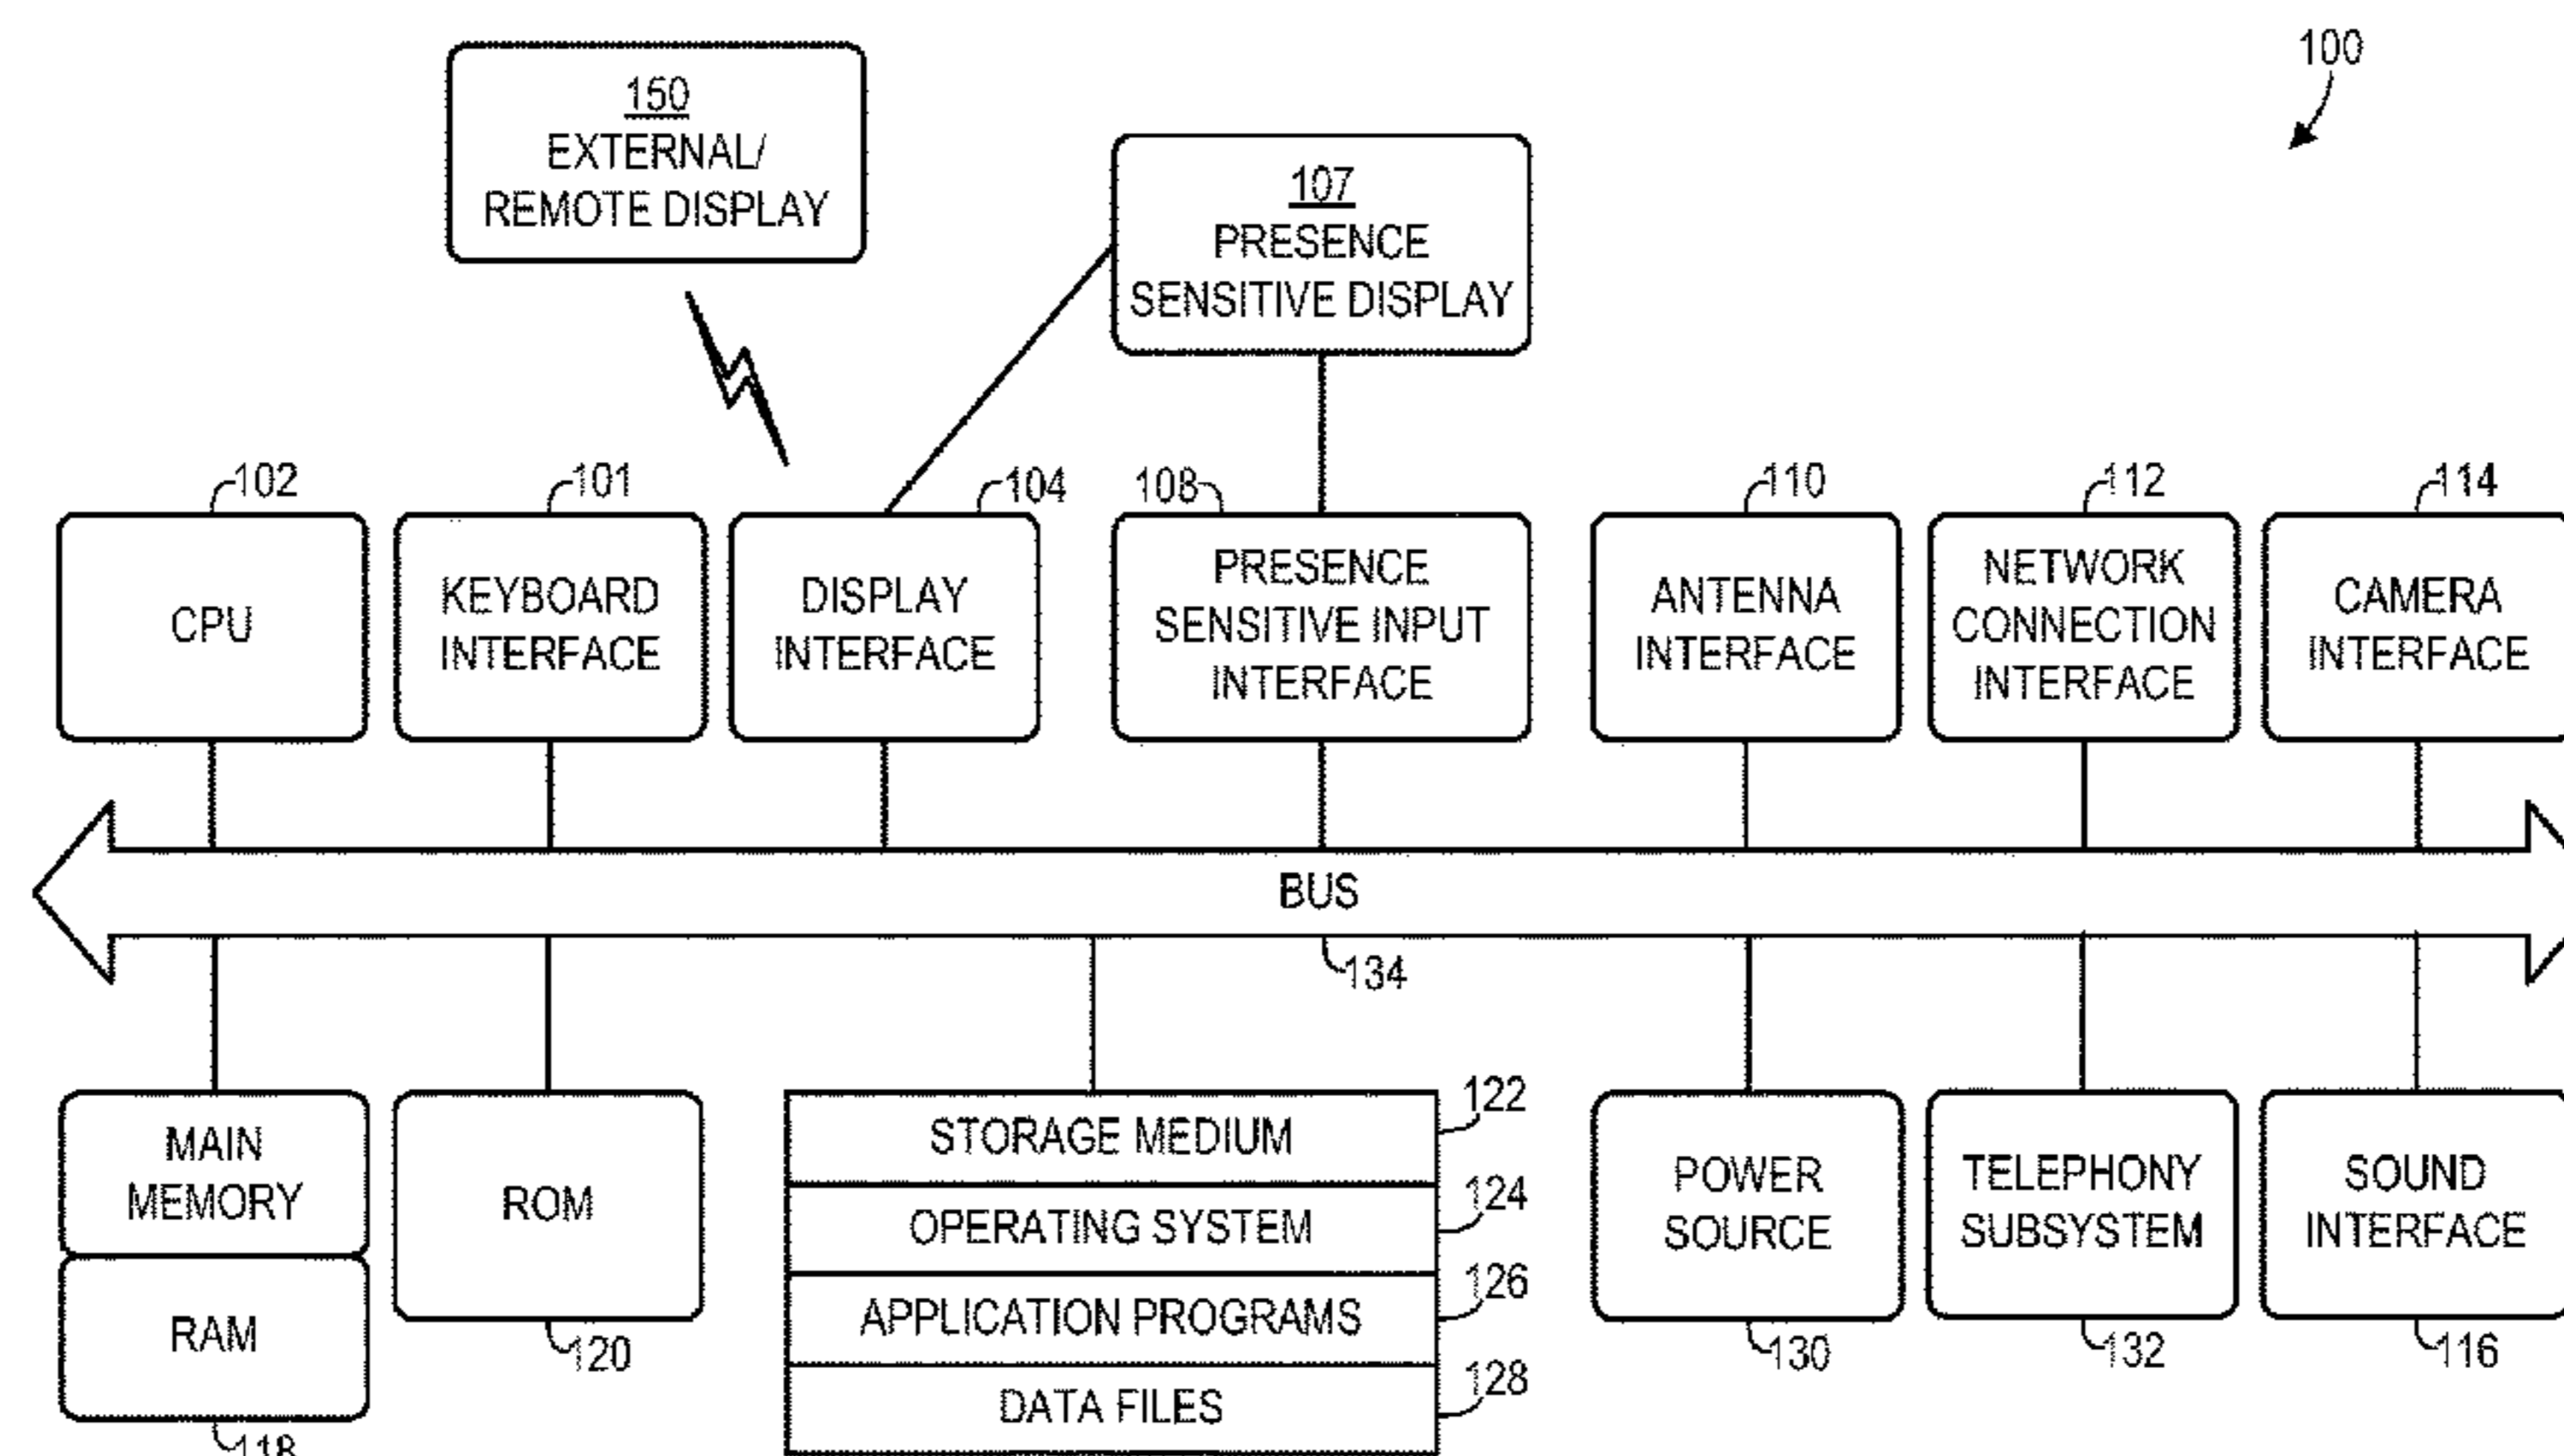 100
150
EXTERNAL/
REMOTE DISPLAY
107
PRESENCE
SENSITIVE DISPLAY
102
101
104
108
110
112
114
CPU
KEYBOARD
INTERFACE
DISPLAY
INTERFACE
PRESENCE
SENSITIVE INPUT
INTERFACE
ANTENNA
INTERFACE
NETWORK
CONNECTION
INTERFACE
CAMERA
INTERFACE
BUS
134
MAIN
MEMORY
RAM
118
ROM
120
STORAGE MEDIUM
122
OPERATING SYSTEM
124
APPLICATION PROGRAMS
126
DATA FILES
128
POWER
SOURCE
130
TELEPHONY
SUBSYSTEM
132
SOUND
INTERFACE
116